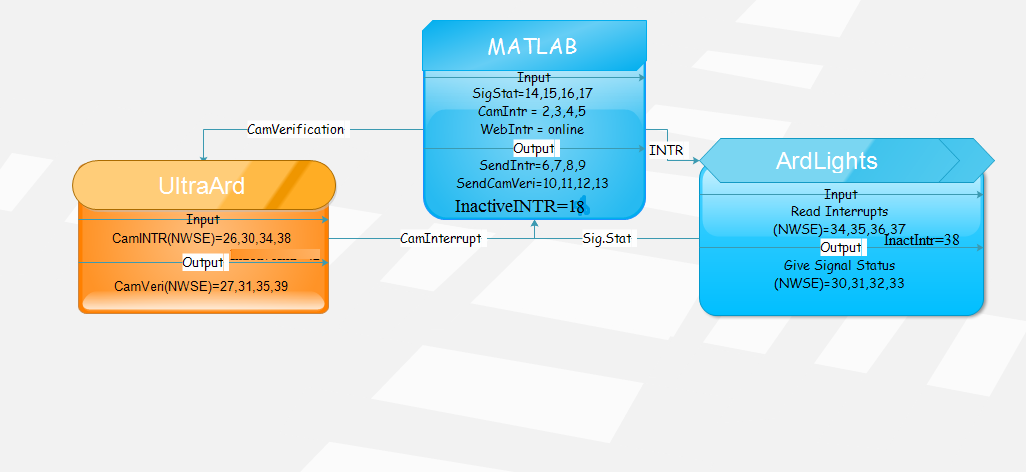 MATLAB
Input
SigStat=14,15,16,17
CamIntr = 2,3,4,5
WebIntr = online
Output
SendIntr=6,7,8,9
SendCamVeri=10,11,12,13
InactiveINTR=18
CamVerification
INTR
UltraArd
Input
CamINTR(NWSE)=26,30,34,38
Output
CamVeri(NWSE)=27,31,35,39
CamInterrupt
Sig.Stat
ArdLights
Input
Read Interrupts
(NWSE)=34,35,36,37
Output
InactIntr=38
Give Signal Status
(NWSE)=30,31,32,33